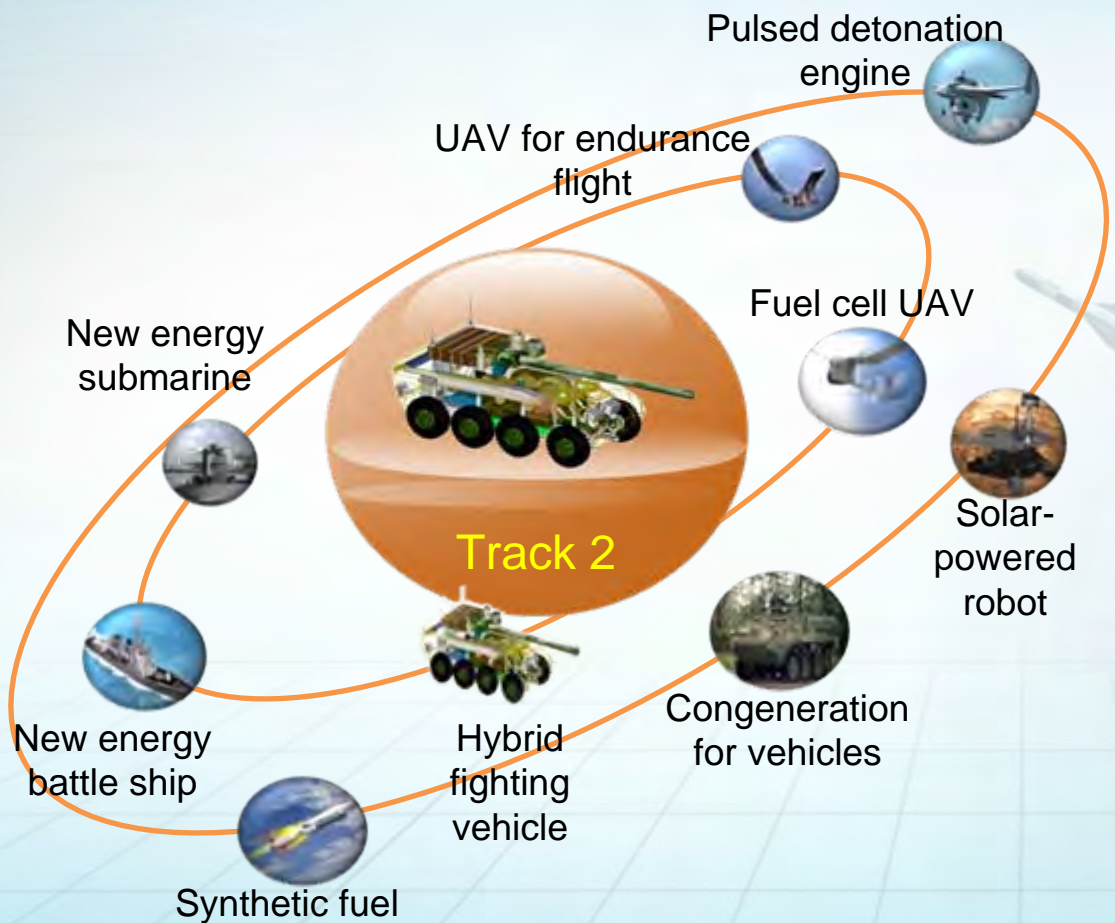 Pulsed detonation
engine
UAV for endurance
flight
Fuel cell UAV
New energy
submarine
Track 2
Solar-
powered
robot
Congeneration
for vehicles
New energy
battle ship
Hybrid
fighting
vehicle
Synthetic fuel